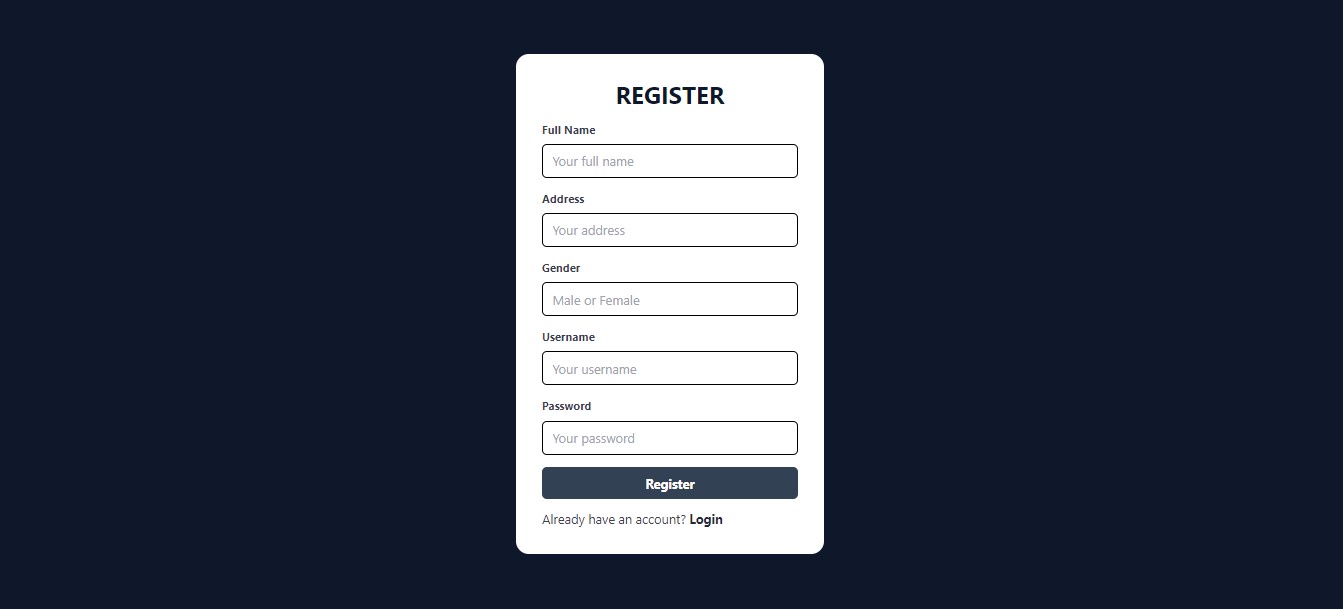 REGISTER
Full Name
Your full name
Address
Your address
Gender
Male or Female
Username
Your username
Password
Your password
Register
Already have an account? Login